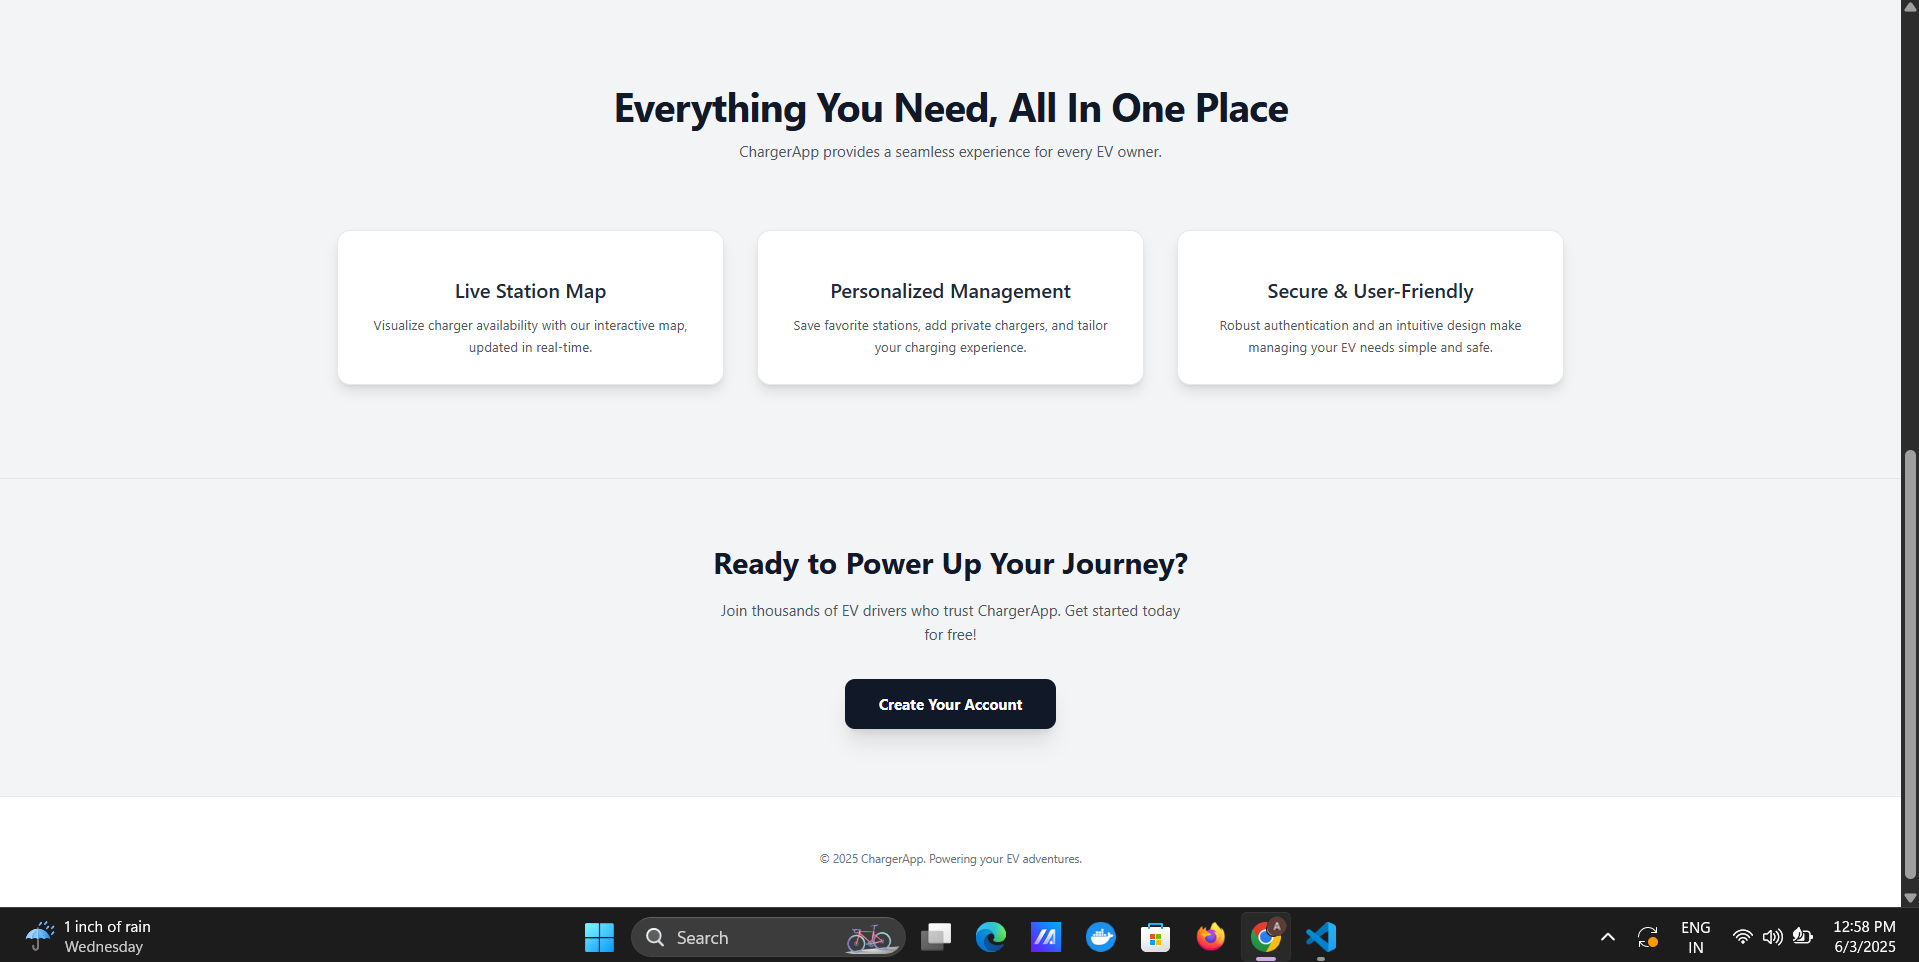 Everything You Need, All In One Place
ChargerApp provides a seamless experience for every EV owner.
Live Station Map
Visualize charger availability with our interactive map,
updated in real-time.
Personalized Management
Save favorite stations, add private chargers, and tailor
your charging experience.
Secure & User-Friendly
Robust authentication and an intuitive design make
managing your EV needs simple and safe.
Ready to Power Up Your Journey?
Join thousands of EV drivers who trust ChargerApp. Get started today
for free!
Create Your Account
© 2025 ChargerApp. Powering your EV adventures.
1 inch of rain
Wednesday
Search
A
ENG
IN
12:58 PM
6/3/2025